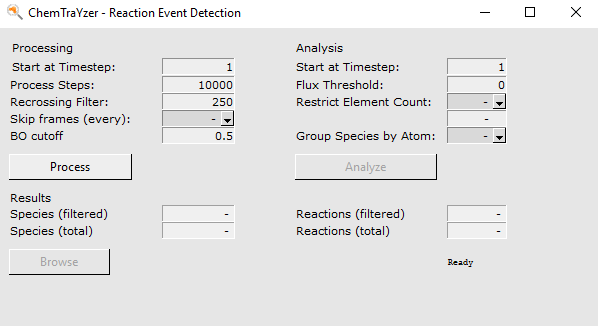 ChemTraYzer - Reaction Event Detection
Processing
Start at Timestep: 1
Process Steps: 10000
Recrossing Filter: 250
Skip frames (every): -
BO cutoff 0.5
Process
Analysis
Start at Timestep: 1
Flux Threshold: 0
Restrict Element Count: -
-
Group Species by Atom: -
Analyze
Results
Species (filtered) -
Species (total) -
Browse
Reactions (filtered) -
Reactions (total) -
Ready